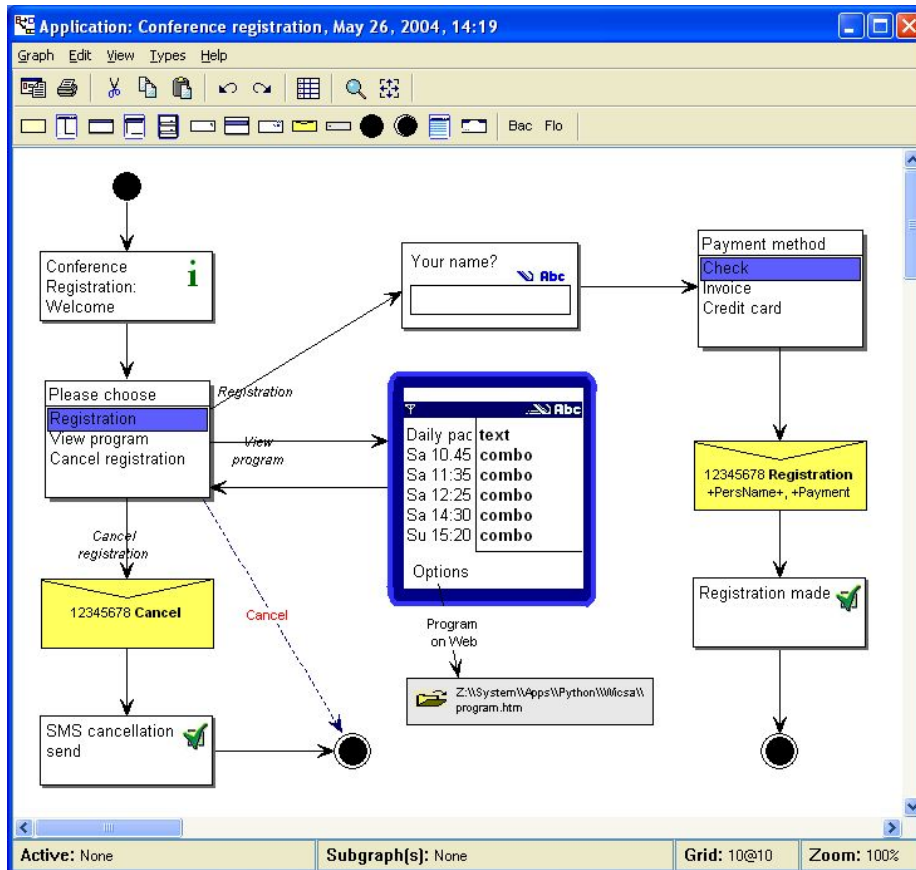 Application: Conference registration, May 26, 2004, 14:19
Graph Edit View Types Help
Bac Flo
Conference
Registration:
Welcome
i
Your name?
Abc
Payment method
Check
Invoice
Credit card
Please choose
Registration
View program
Cancel registration
Registration
View
program
Cancel
registration
Abc
Daily pac text
Sa 10.45 combo
Sa 11:35 combo
Sa 12:25 combo
Sa 14:30 combo
Su 15:20 combo
Options
12345678 Registration
+PersName+, +Payment
12345678 Cancel
Cancel
Program
on Web
Registration made
Z:\\System\\Apps\\Python\\Wicsa\\
program.htm
SMS cancellation
send
Active: None
Subgraph(s): None
Grid: 10@10
Zoom: 100%